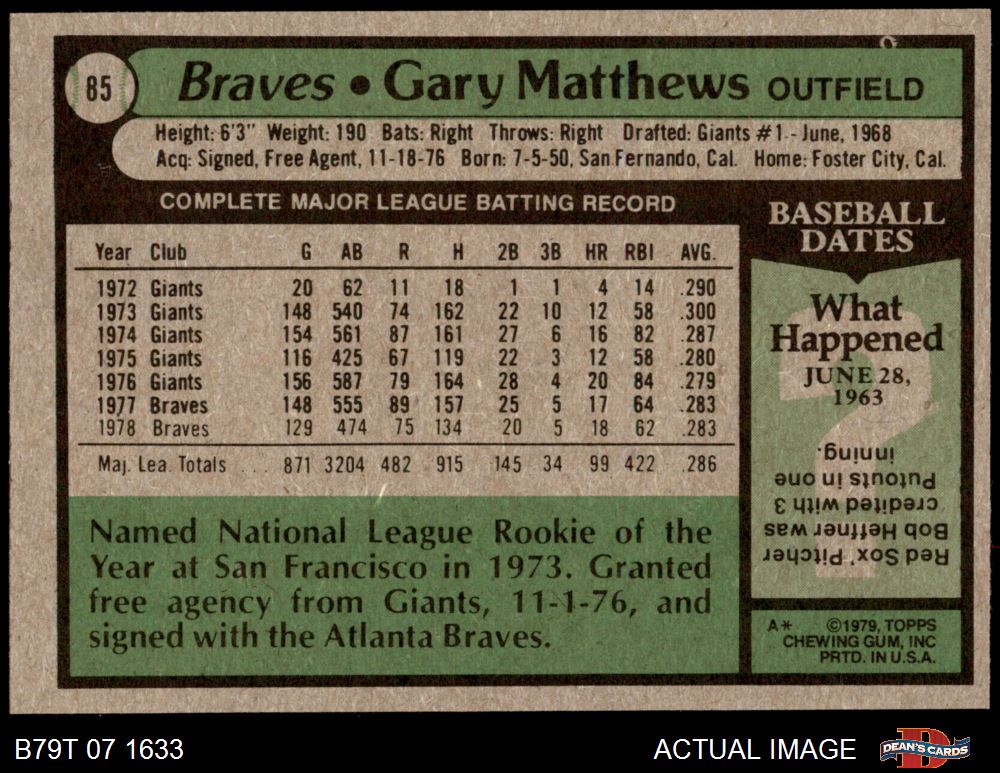 85
Braves • Gary Matthews OUTFIELD
Height: 6'3" Weight: 190 Bats: Right Throws: Right Drafted: Giants #1 - June, 1968
Acq: Signed, Free Agent, 11-18-76 Born: 7-5-50, San Fernando, Cal. Home: Foster City, Cal.
COMPLETE MAJOR LEAGUE BATTING RECORD
Year Club G AB R H 2B 3B HR RBI AVG.
1972 Giants 20 62 11 18 1 1 4 14 .290
1973 Giants 148 540 74 162 22 10 12 58 .300
1974 Giants 154 561 87 161 27 6 16 82 .287
1975 Giants 116 425 67 119 22 3 12 58 .280
1976 Giants 156 587 79 164 28 4 20 84 .279
1977 Braves 148 555 89 157 25 5 17 64 .283
1978 Braves 129 474 75 134 20 5 18 62 .283
Maj. Lea. Totals . . . 871 3204 482 915 145 34 99 422 .286
Named National League Rookie of the
Year at San Francisco in 1973. Granted
free agency from Giants, 11-1-76, and
signed with the Atlanta Braves.
BASEBALL
DATES
What
Happened
JUNE 28,
1963
Red Sox' Pitcher
Bob Heffner was
credited with 3
Putouts in one
inning.
A* ©1979, TOPPS
CHEWING GUM, INC
PRTD. IN U.S.A.
B79T 07 1633
ACTUAL IMAGE
DEAN'S CARDS